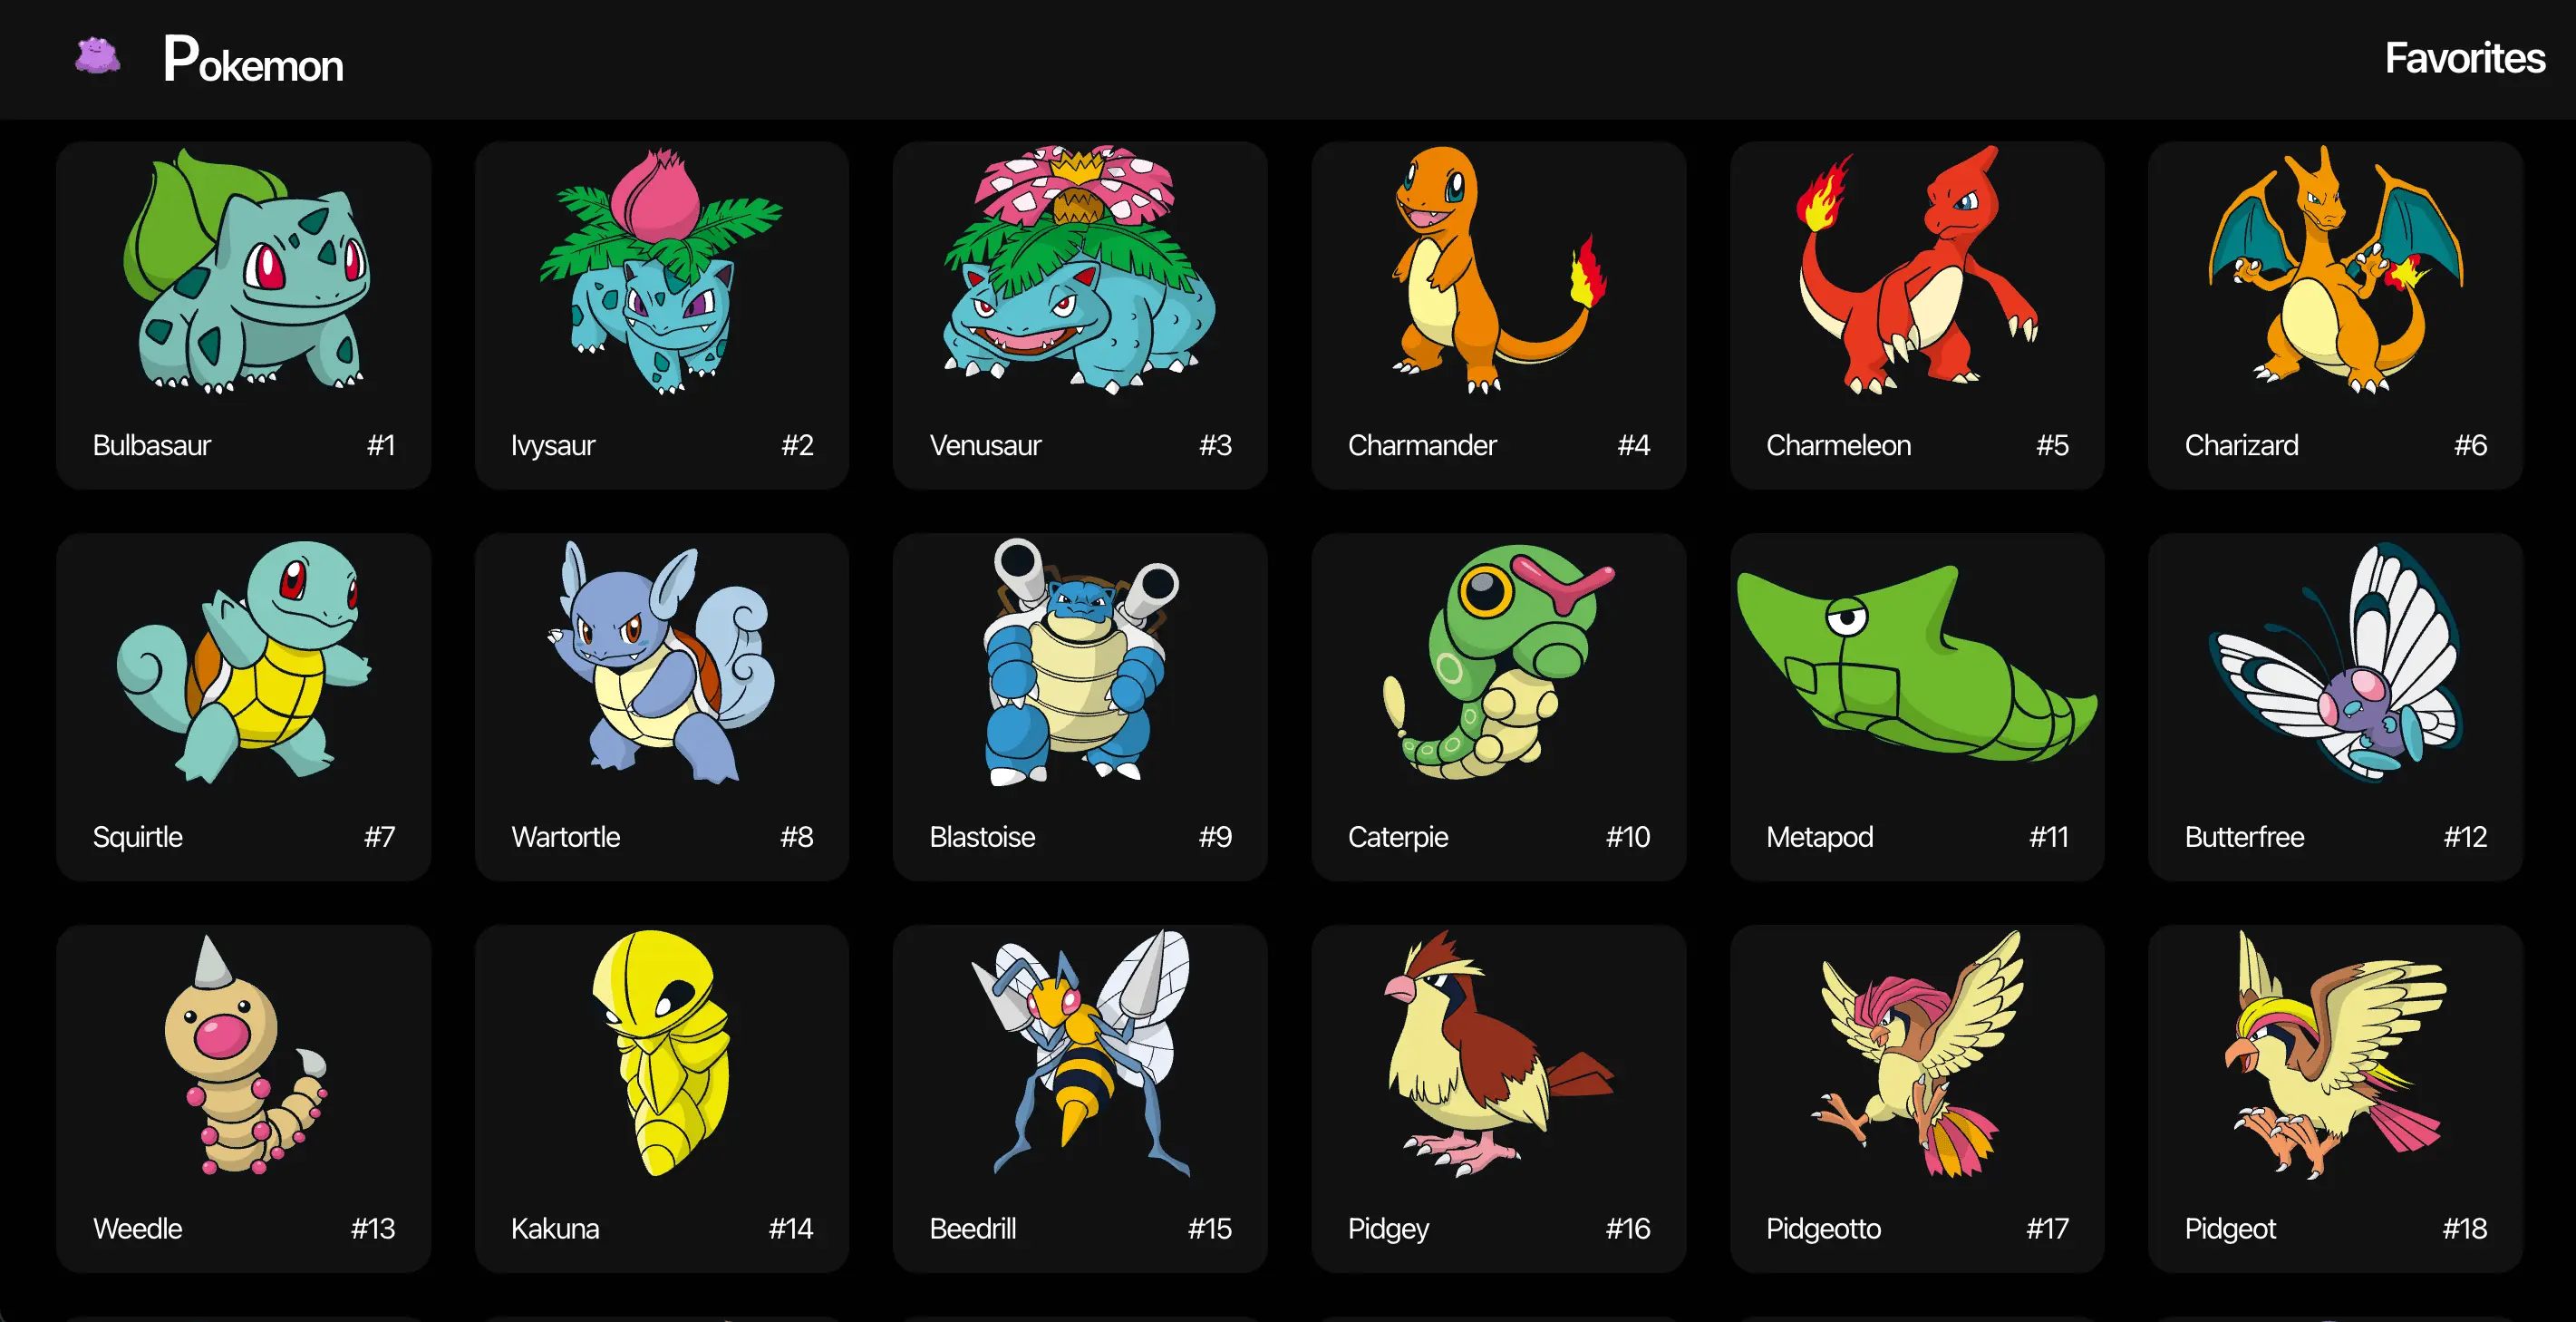 Pokemon Favorites
Bulbasaur #1 Ivysaur #2 Venusaur #3 Charmander #4 Charmeleon #5 Charizard #6
Squirtle #7 Wartortle #8 Blastoise #9 Caterpie #10 Metapod #11 Butterfree #12
Weedle #13 Kakuna #14 Beedrill #15 Pidgey #16 Pidgeotto #17 Pidgeot #18